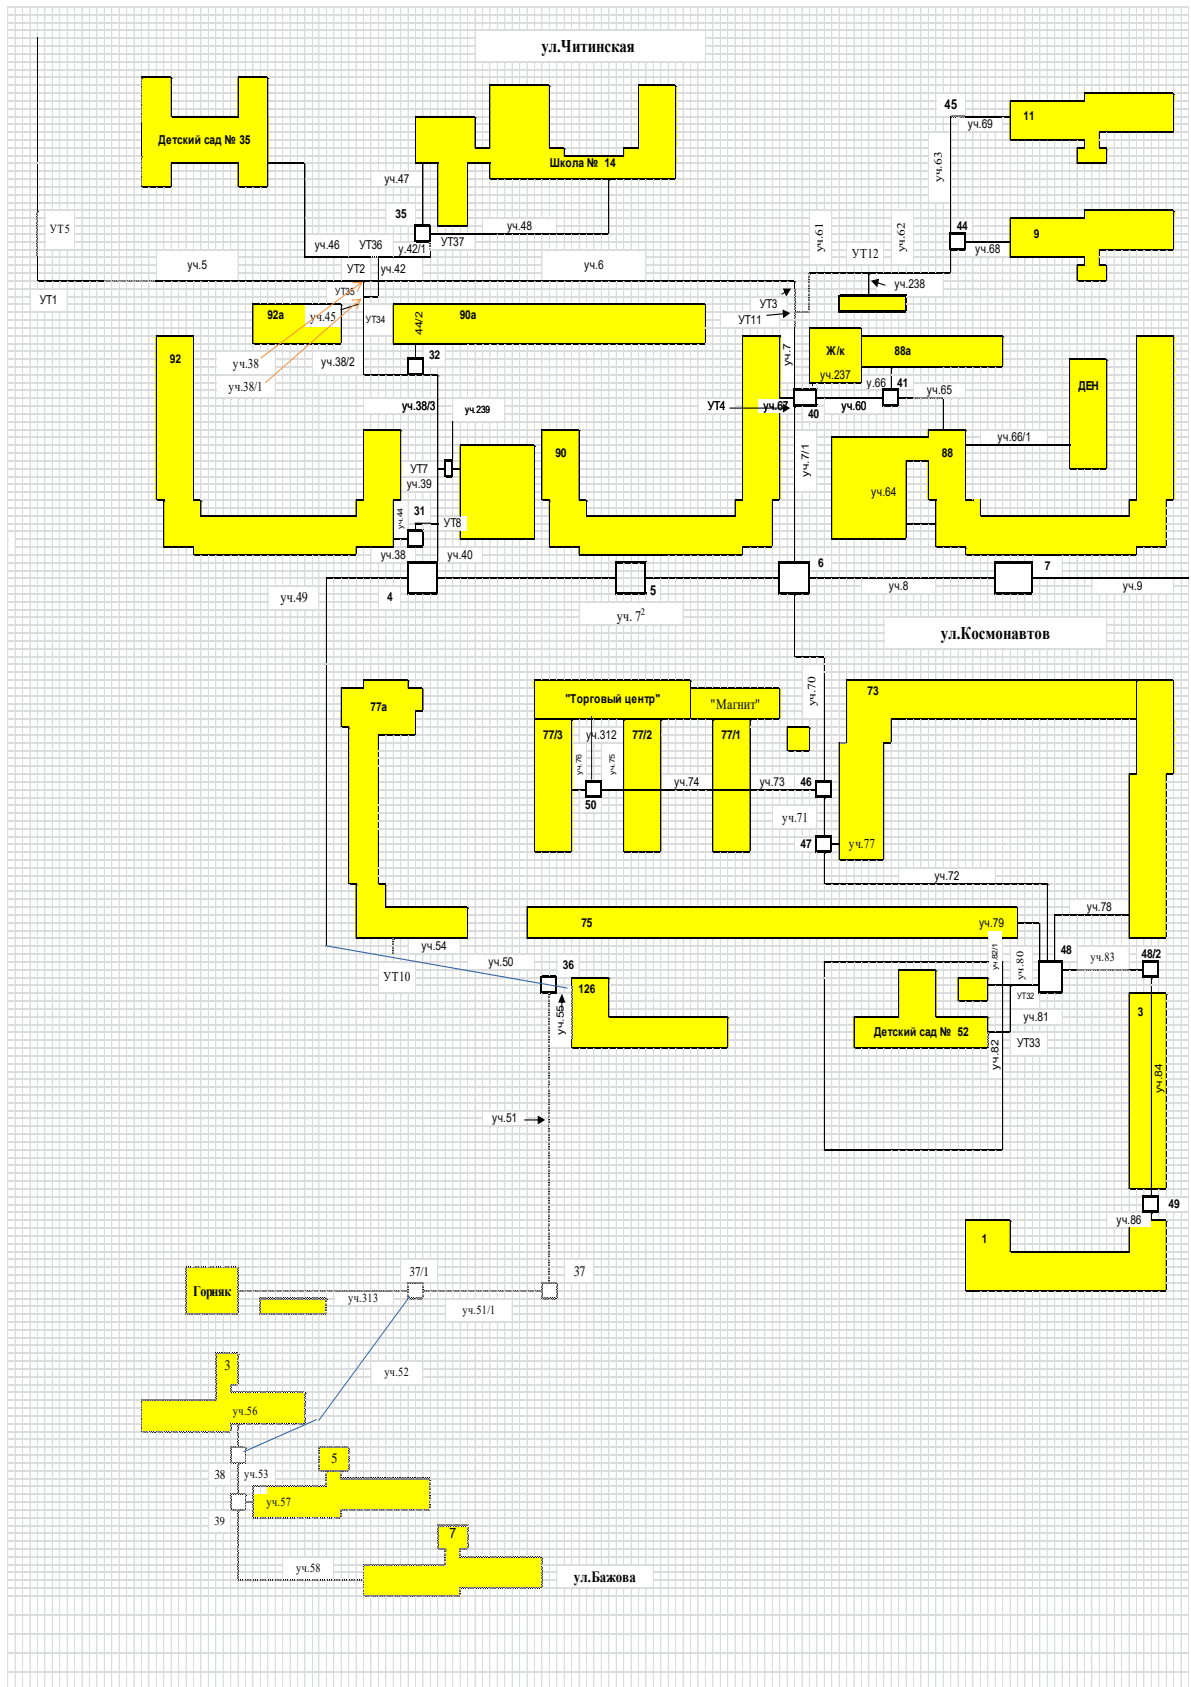 ул.Читинская
45
11
уч.69
Детский сад № 35
Школа № 14
уч.63
уч.47
35
уч.48
44
9
уч.68
УТ5
уч.46
УТ36
у.42/1
УТ37
уч.61
уч.62
УТ12
уч.5
УТ2
уч.42
уч.6
уч.238
УТ1
УТ35
УТ3
УТ11
92а
уч.45
УТ34
44/2
90а
92
уч.38
уч.38/2
32
уч.7
Ж/к
88а
уч.38/1
уч.237
у.66
41
ДЕН
уч.65
уч.38/3
уч.239
УТ4
уч.67
40
уч.60
90
уч.7/1
88
уч.66/1
УТ7
уч.39
уч.64
уч.44
31
УТ8
уч.38
уч.40
6
7
уч.49
4
5
уч.8
уч.9
уч. 7²
ул.Космонавтов
77а
"Торговый центр"
"Магнит"
уч.70
73
77/3
уч.312
77/2
77/1
уч.76
уч.75
уч.74
уч.73
46
50
уч.71
47
уч.77
уч.72
уч.78
75
уч.79
уч.54
уч.82/1
уч.80
48
уч.83
48/2
уч.50
36
УТ10
126
УТ32
уч.55
уч.81
3
Детский сад № 52
УТ33
уч.82
уч.84
уч.51
49
уч.86
1
37/1
37
Горняк
уч.313
уч.51/1
3
уч.52
уч.56
5
38
уч.53
уч.57
39
7
уч.58
ул.Бажова